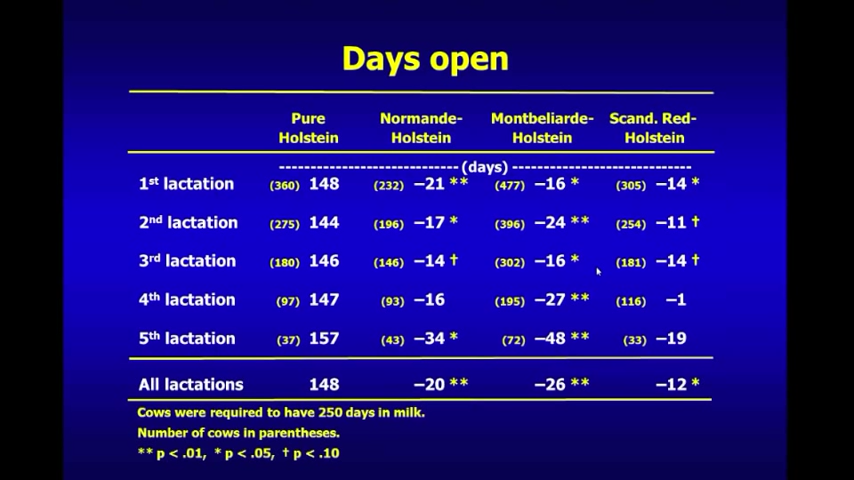 Days open
Pure Holstein Normande-Holstein Montbeliarde-Holstein Scand. Red-Holstein
------------------------------ (days) ------------------------------
1st lactation (360) 148 (232) –21 ** (477) –16 * (305) –14 *
2nd lactation (275) 144 (196) –17 * (396) –24 ** (254) –11 †
3rd lactation (180) 146 (146) –14 † (302) –16 * (181) –14 †
4th lactation (97) 147 (93) –16 (195) –27 ** (116) –1
5th lactation (37) 157 (43) –34 * (72) –48 ** (33) –19
All lactations 148 –20 ** –26 ** –12 *
Cows were required to have 250 days in milk.
Number of cows in parentheses.
** p < .01, * p < .05, † p < .10